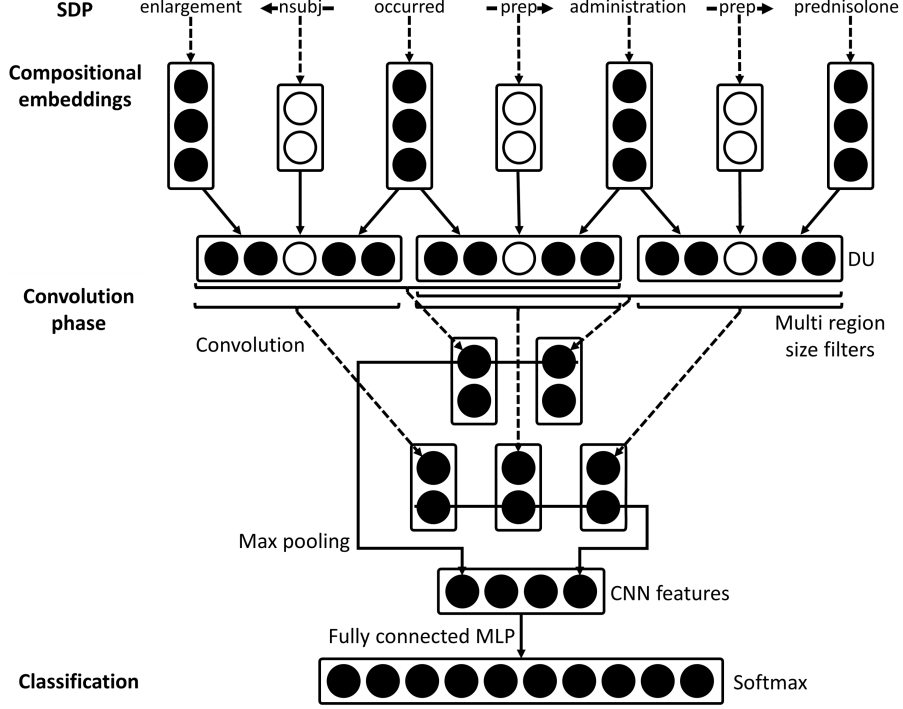 SDP enlargement nsubj occurred prep administration prep prednisolone
Compositional
embeddings
DU
Convolution
phase
Multi region
size filters
Convolution
Max pooling
CNN features
Fully connected MLP
Classification
Softmax